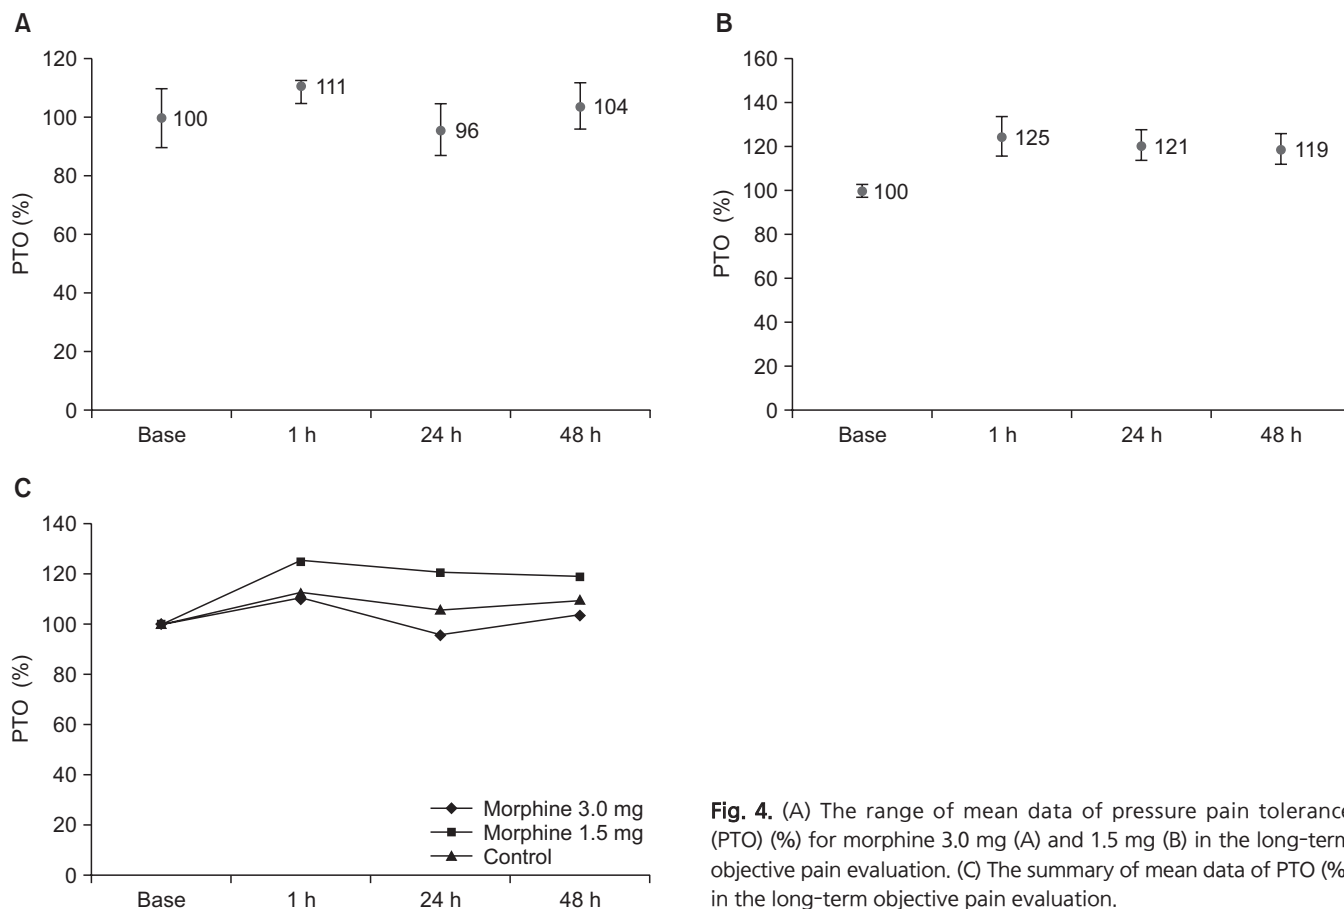 A
120
100
80
60
40
20
0
PTO (%)
100
111
96
104
Base 1 h 24 h 48 h
B
160
140
120
100
80
60
40
20
0
PTO (%)
100
125
121
119
Base 1 h 24 h 48 h
C
140
120
100
80
60
40
20
0
PTO (%)
Morphine 3.0 mg
Morphine 1.5 mg
Control
Base 1 h 24 h 48 h
Fig. 4. (A) The range of mean data of pressure pain tolerance
(PTO) (%) for morphine 3.0 mg (A) and 1.5 mg (B) in the long-term
objective pain evaluation. (C) The summary of mean data of PTO (%
in the long-term objective pain evaluation.